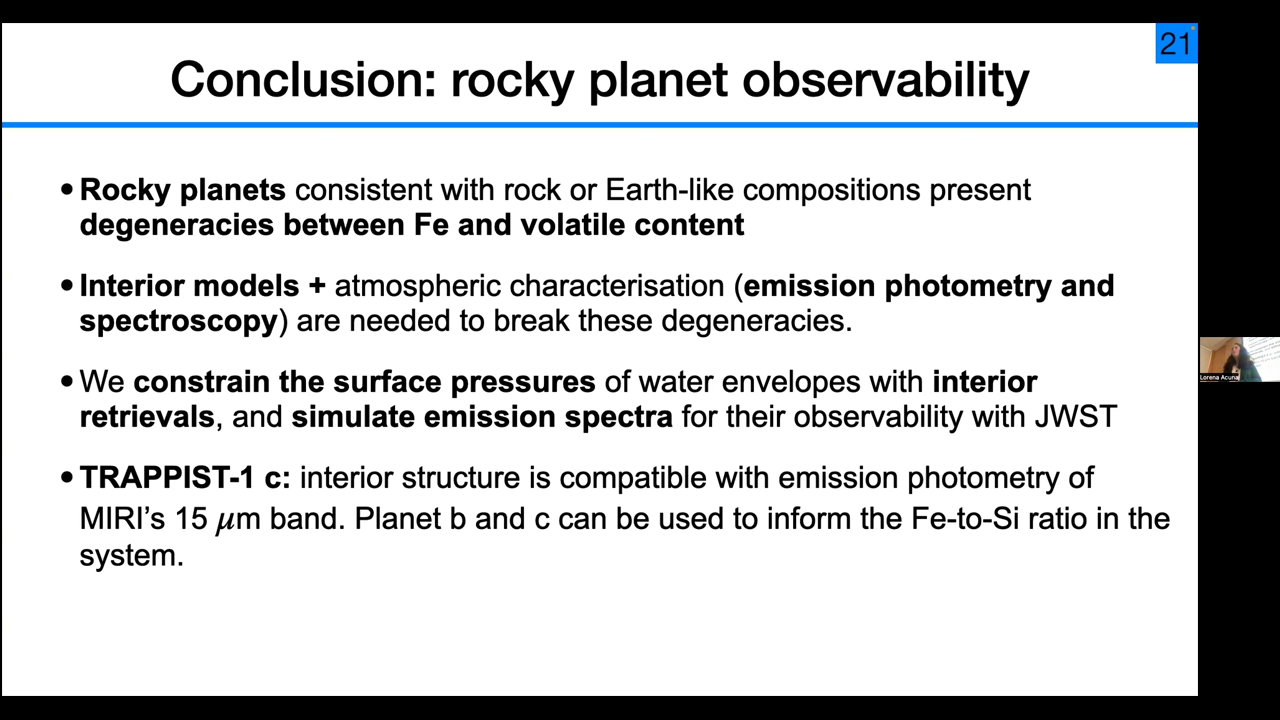 21
Conclusion: rocky planet observability
• Rocky planets consistent with rock or Earth-like compositions present
degeneracies between Fe and volatile content
• Interior models + atmospheric characterisation (emission photometry and
spectroscopy) are needed to break these degeneracies.
• We constrain the surface pressures of water envelopes with interior
retrievals, and simulate emission spectra for their observability with JWST
• TRAPPIST-1 c: interior structure is compatible with emission photometry of
MIRI's 15 μm band. Planet b and c can be used to inform the Fe-to-Si ratio in the
system.
Lorena Acuna